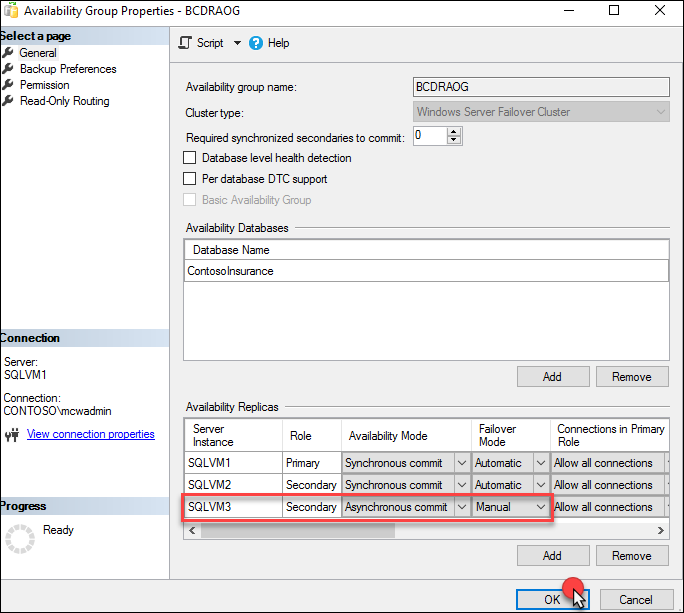 Availability Group Properties - BCDRAOG
Select a page
General
Backup Preferences
Permission
Read-Only Routing
Connection
Server:
SQLVM1
Connection:
CONTOSO\mcwadmin
View connection properties
Progress
Ready
Script Help
Availability group name: BCDRAOG
Cluster type: Windows Server Failover Cluster
Required synchronized secondaries to commit: 0
Database level health detection
Per database DTC support
Basic Availability Group
Availability Databases
Database Name
ContosoInsurance
Add Remove
Availability Replicas
Server Instance Role Availability Mode Failover Mode Connections in Primary Role
SQLVM1 Primary Synchronous commit Automatic Allow all connections
SQLVM2 Secondary Synchronous commit Automatic Allow all connections
SQLVM3 Secondary Asynchronous commit Manual Allow all connections
Add Remove
OK Cancel